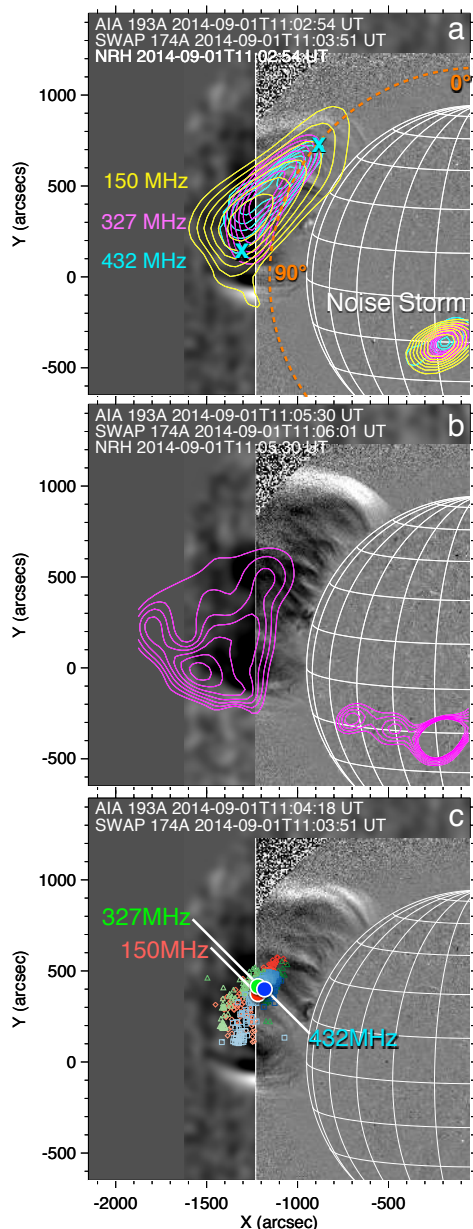 AIA 193A 2014-09-01T11:02:54 UT
a
SWAP 174A 2014-09-01T11:03:51 UT
NRH 2014-09-01T11:02:54 UT
0°
1000
150 MHz
X
500
327 MHz
432 MHz
X
90°
0
Noise Storm
-500
Y (arcsecs)
AIA 193A 2014-09-01T11:05:30 UT
b
SWAP 174A 2014-09-01T11:06:01 UT
NRH 2014-09-01T11:05:30 UT
1000
500
0
-500
Y (arcsecs)
AIA 193A 2014-09-01T11:04:18 UT
c
SWAP 174A 2014-09-01T11:03:51 UT
1000
327MHz
150MHz
500
432MHz
0
-500
Y (arcsecs)
-2000 -1500 -1000 -500
X (arcsec)